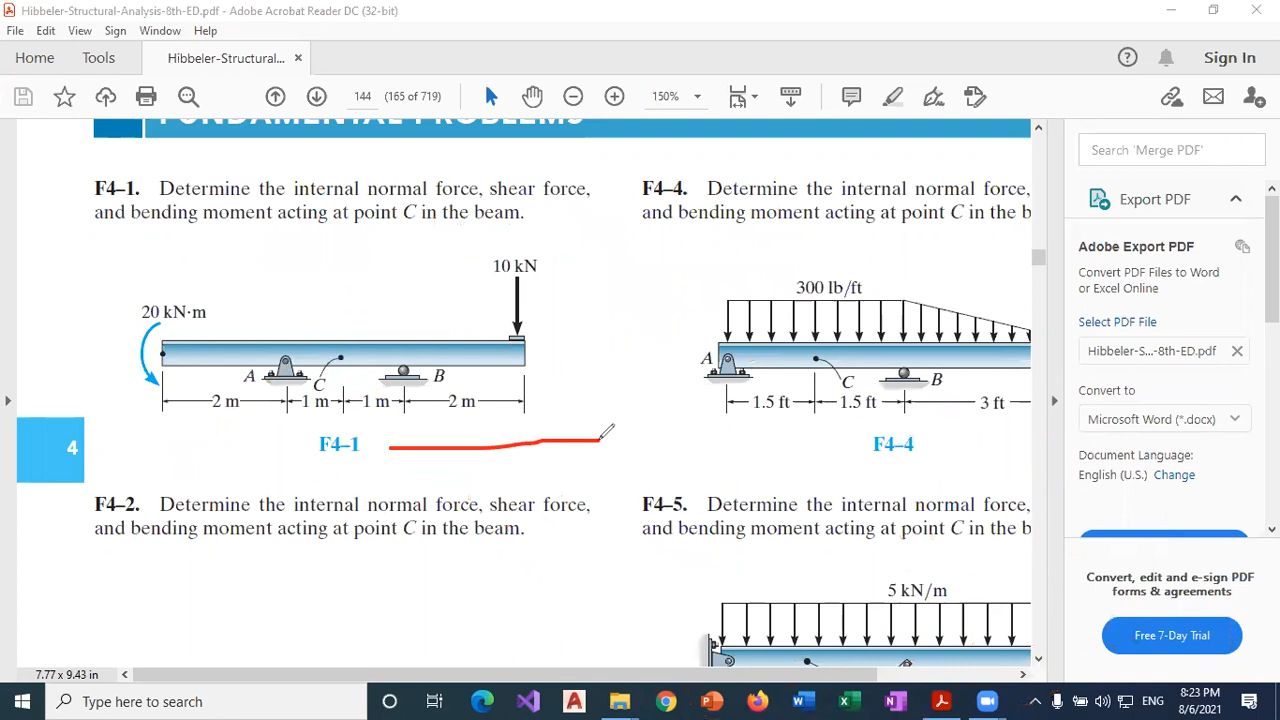 Hibbeler-Structural-Analysis-8th-ED.pdf - Adobe Acrobat Reader DC (32-bit)
File Edit View Sign Window Help
Home Tools Hibbeler-Structural... × Sign In
144 (165 of 719) 150%
FUNDAMENTAL PROBLEMS
F4–1. Determine the internal normal force, shear force,
and bending moment acting at point C in the beam.
10 kN
20 kN·m
A C B
2 m 1 m 1 m 2 m
F4–1
4
F4–2. Determine the internal normal force, shear force,
and bending moment acting at point C in the beam.
F4–4. Determine the internal normal force,
and bending moment acting at point C in the b
300 lb/ft
A C B
1.5 ft 1.5 ft 3 ft
F4–4
F4–5. Determine the internal normal force,
and bending moment acting at point C in the b
5 kN/m
7.77 x 9.43 in
Search 'Merge PDF'
Export PDF
Adobe Export PDF
Convert PDF Files to Word
or Excel Online
Select PDF File
Hibbeler-S...-8th-ED.pdf ×
Convert to
Microsoft Word (*.docx)
Document Language:
English (U.S.) Change
Convert, edit and e-sign PDF
forms & agreements
Free 7-Day Trial
Type here to search
ENG
8:23 PM
8/6/2021